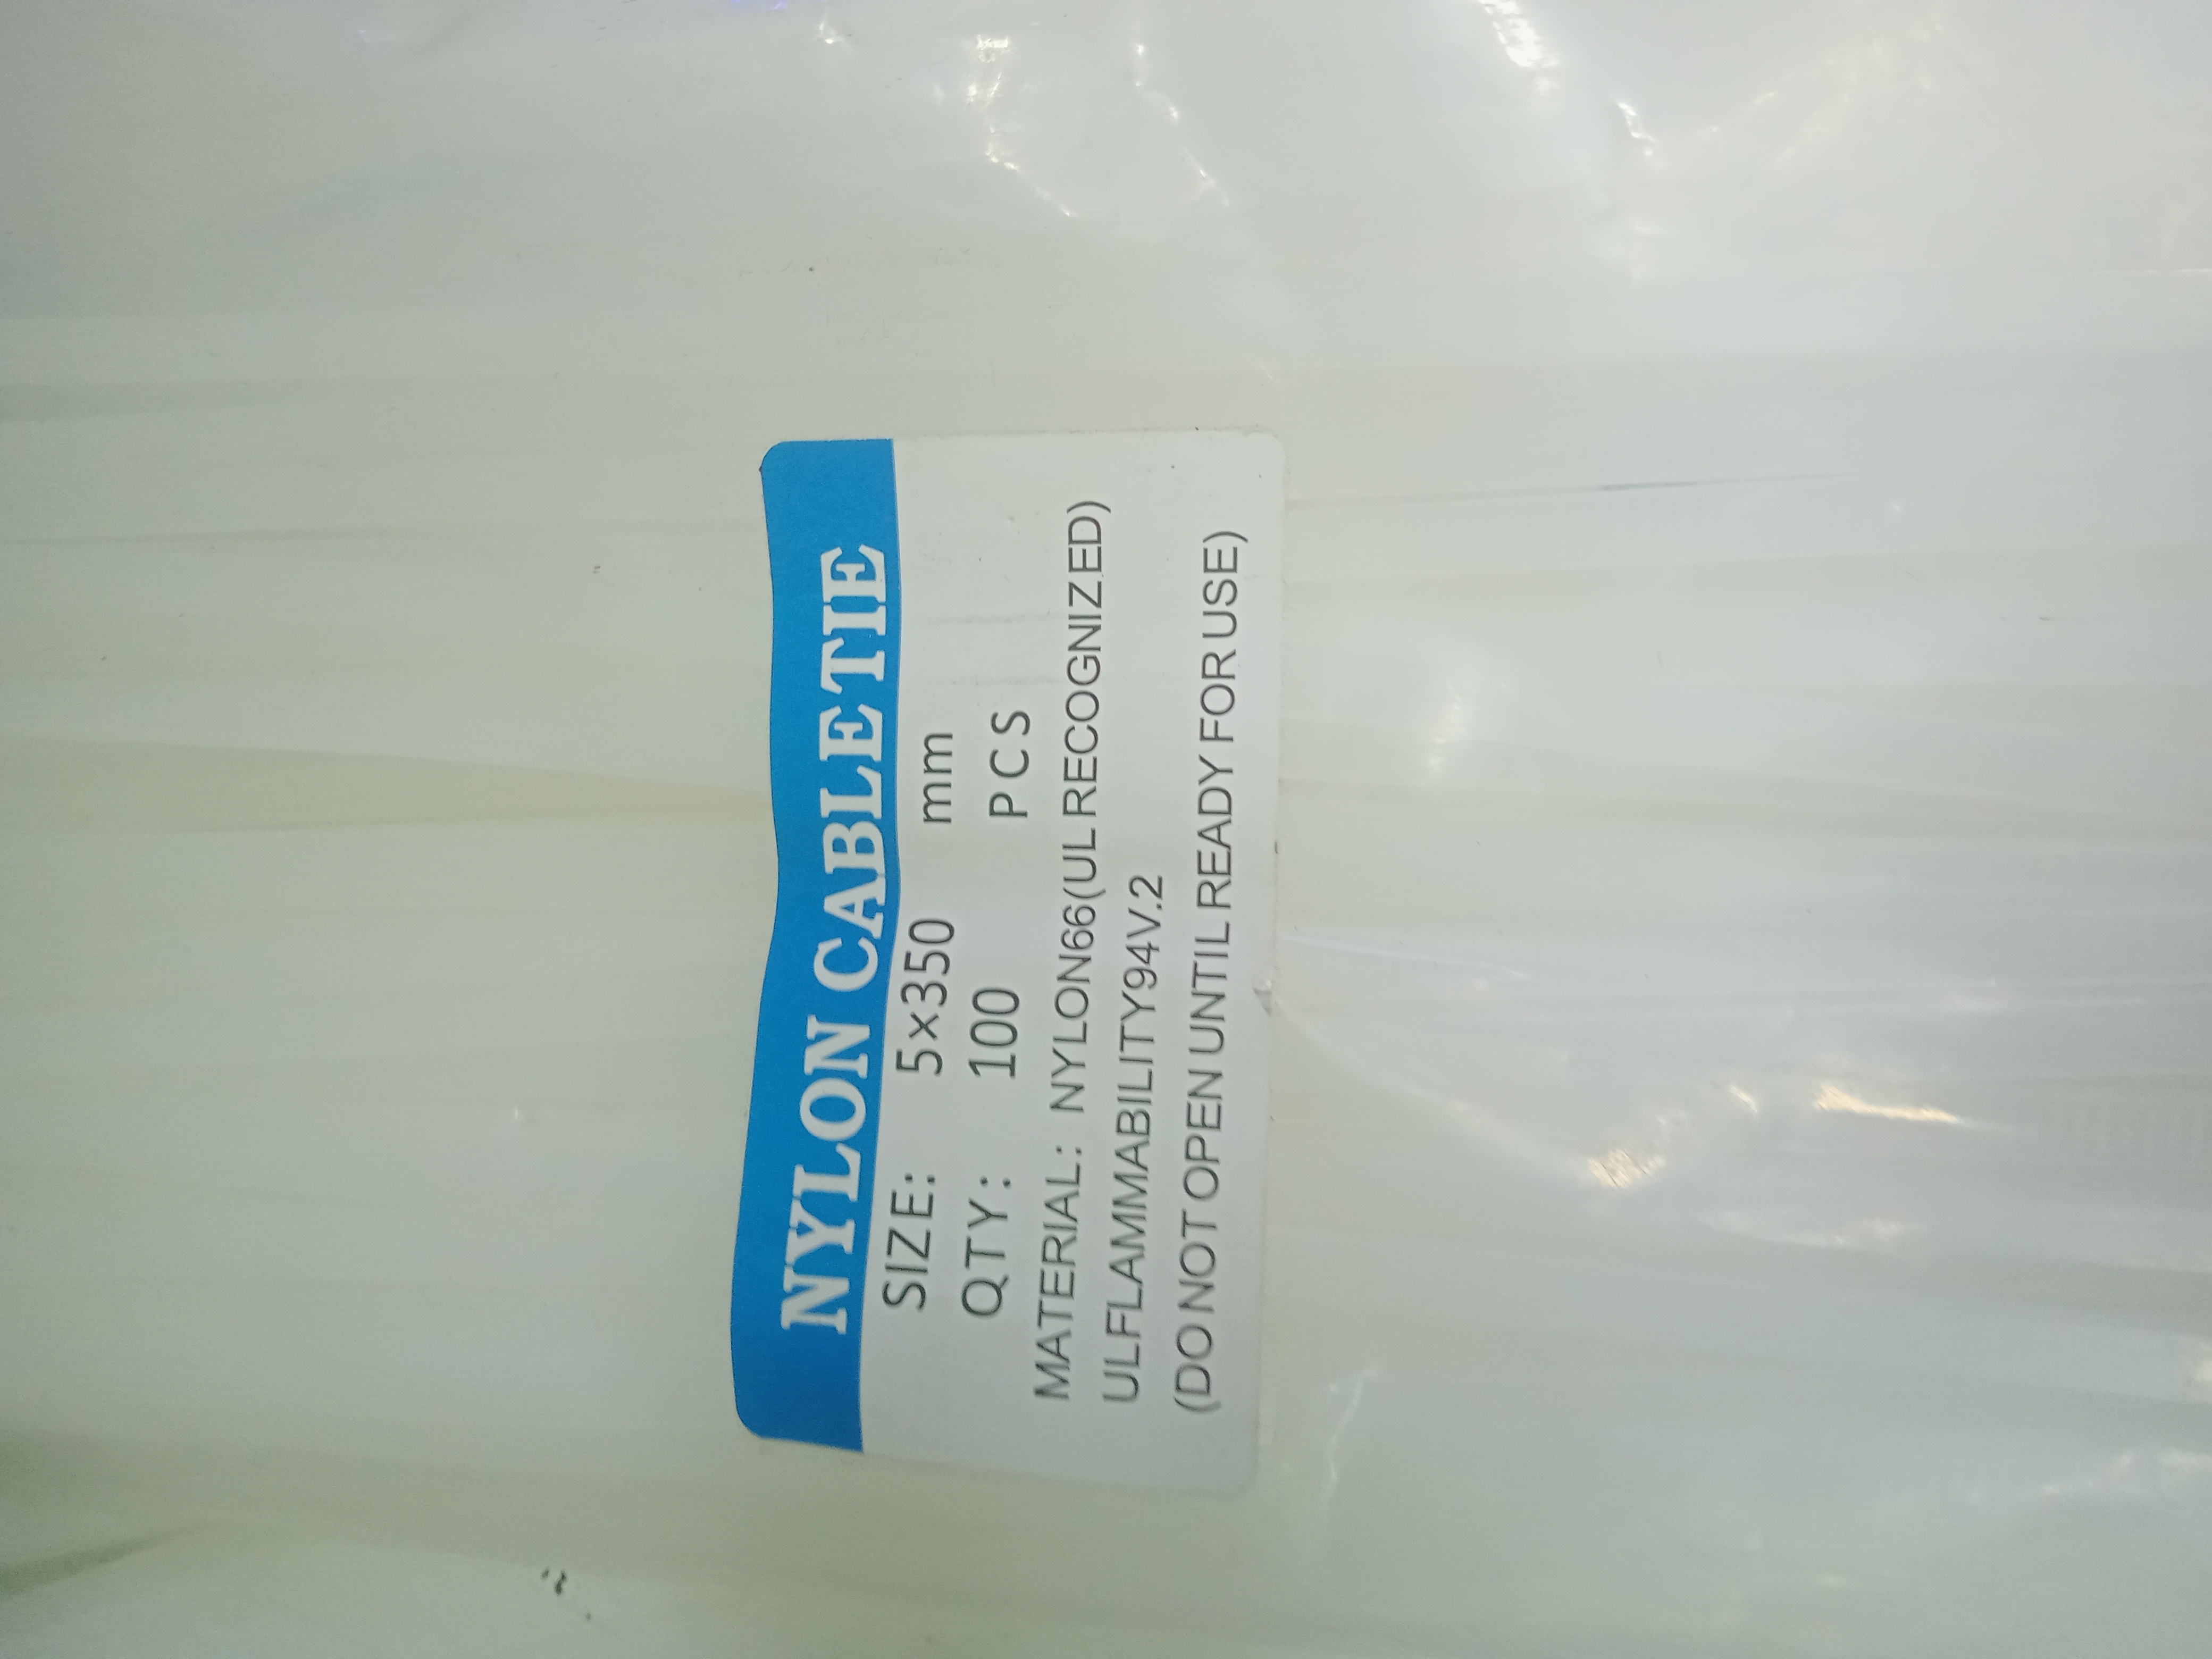 NYLON CABLE TIE
SIZE: 5×350 mm
QTY: 100 PCS
MATERIAL: NYLON66(UL RECOGNIZED)
ULFLAMMABILITY94V.2
(DO NOT OPEN UNTIL READY FOR USE)